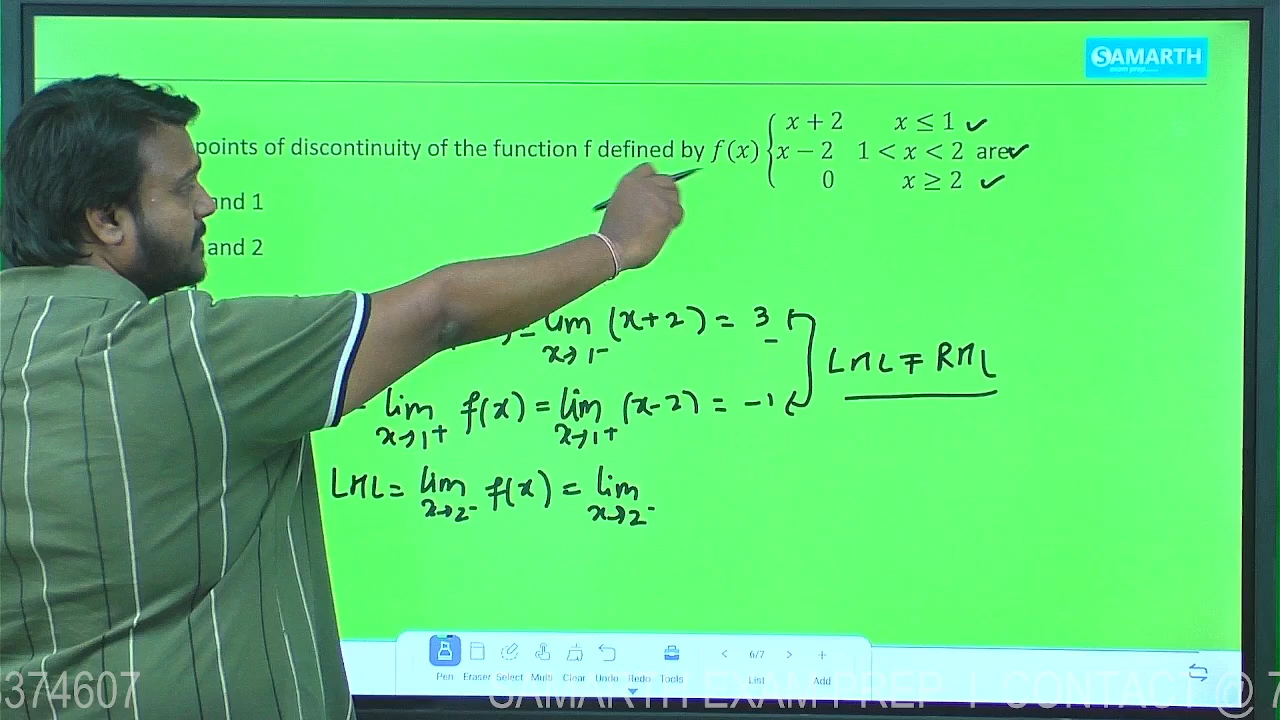 SAMARTH
exam prep......
points of discontinuity of the function f defined by f(x) { x + 2 x ≤ 1 ✓
x − 2 1 < x < 2 are ✓
0 x ≥ 2 ✓
and 1
and 2
= lim x→1⁻ (x+2) = 3
LHL ≠ RHL
= lim x→1+ f(x) = lim x→1+ (x-2) = -1
LHL = lim x→2⁻ f(x) = lim x→2⁻
Pen Eraser Select Multi Clear Undo Redo Tools < 6/7 > List + Add
374607 SAMARTH EXAM PREP CONTACT @ 7